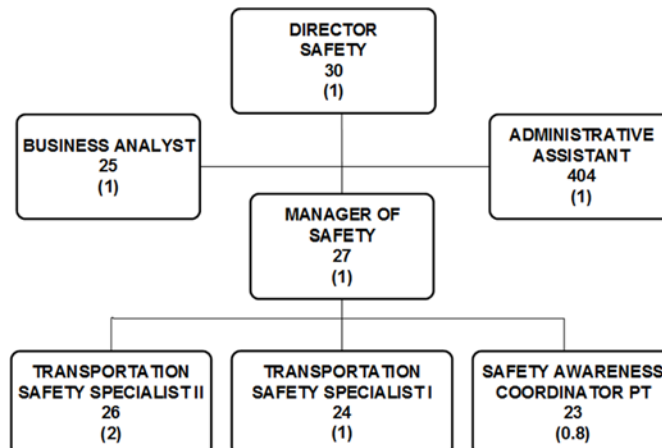 DIRECTOR
SAFETY
30
(1)
BUSINESS ANALYST
25
(1)
ADMINISTRATIVE
ASSISTANT
404
(1)
MANAGER OF
SAFETY
27
(1)
TRANSPORTATION
SAFETY SPECIALIST II
26
(2)
TRANSPORTATION
SAFETY SPECIALIST I
24
(1)
SAFETY AWARENESS
COORDINATOR PT
23
(0.8)